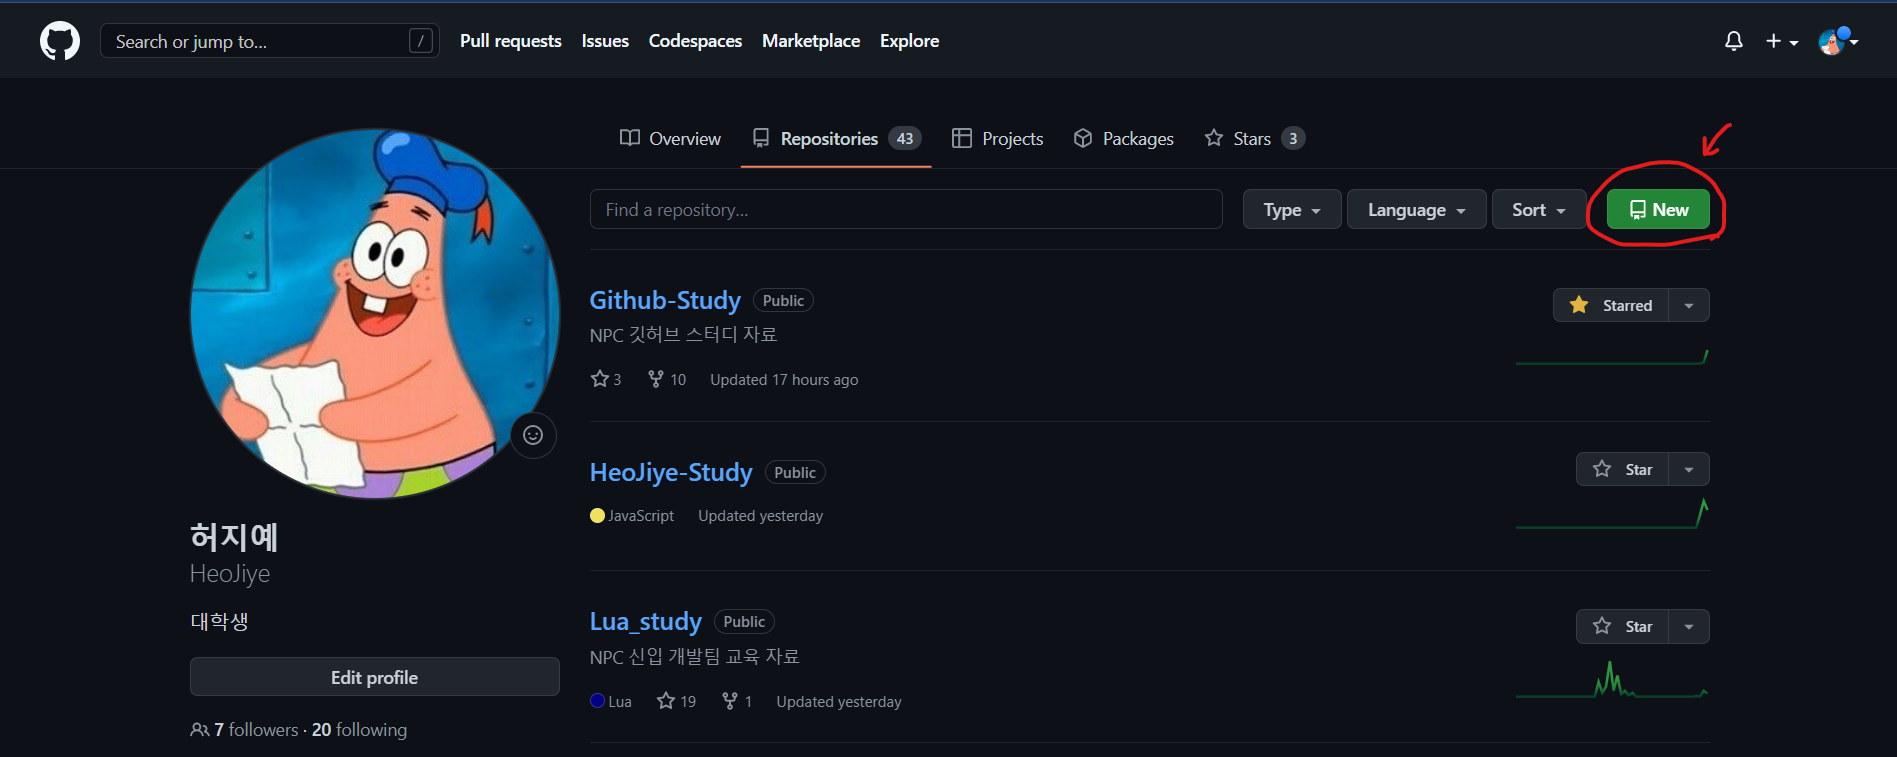 Search or jump to... /
Pull requests
Issues
Codespaces
Marketplace
Explore
Overview
Repositories 43
Projects
Packages
Stars 3
Find a repository...
Type
Language
Sort
New
Github-Study Public
Starred
NPC 깃허브 스터디 자료
3 10 Updated 17 hours ago
HeoJiye-Study Public
Star
JavaScript Updated yesterday
Lua_study Public
Star
NPC 신입 개발팀 교육 자료
Lua 19 1 Updated yesterday
허지예
HeoJiye
대학생
Edit profile
7 followers · 20 following